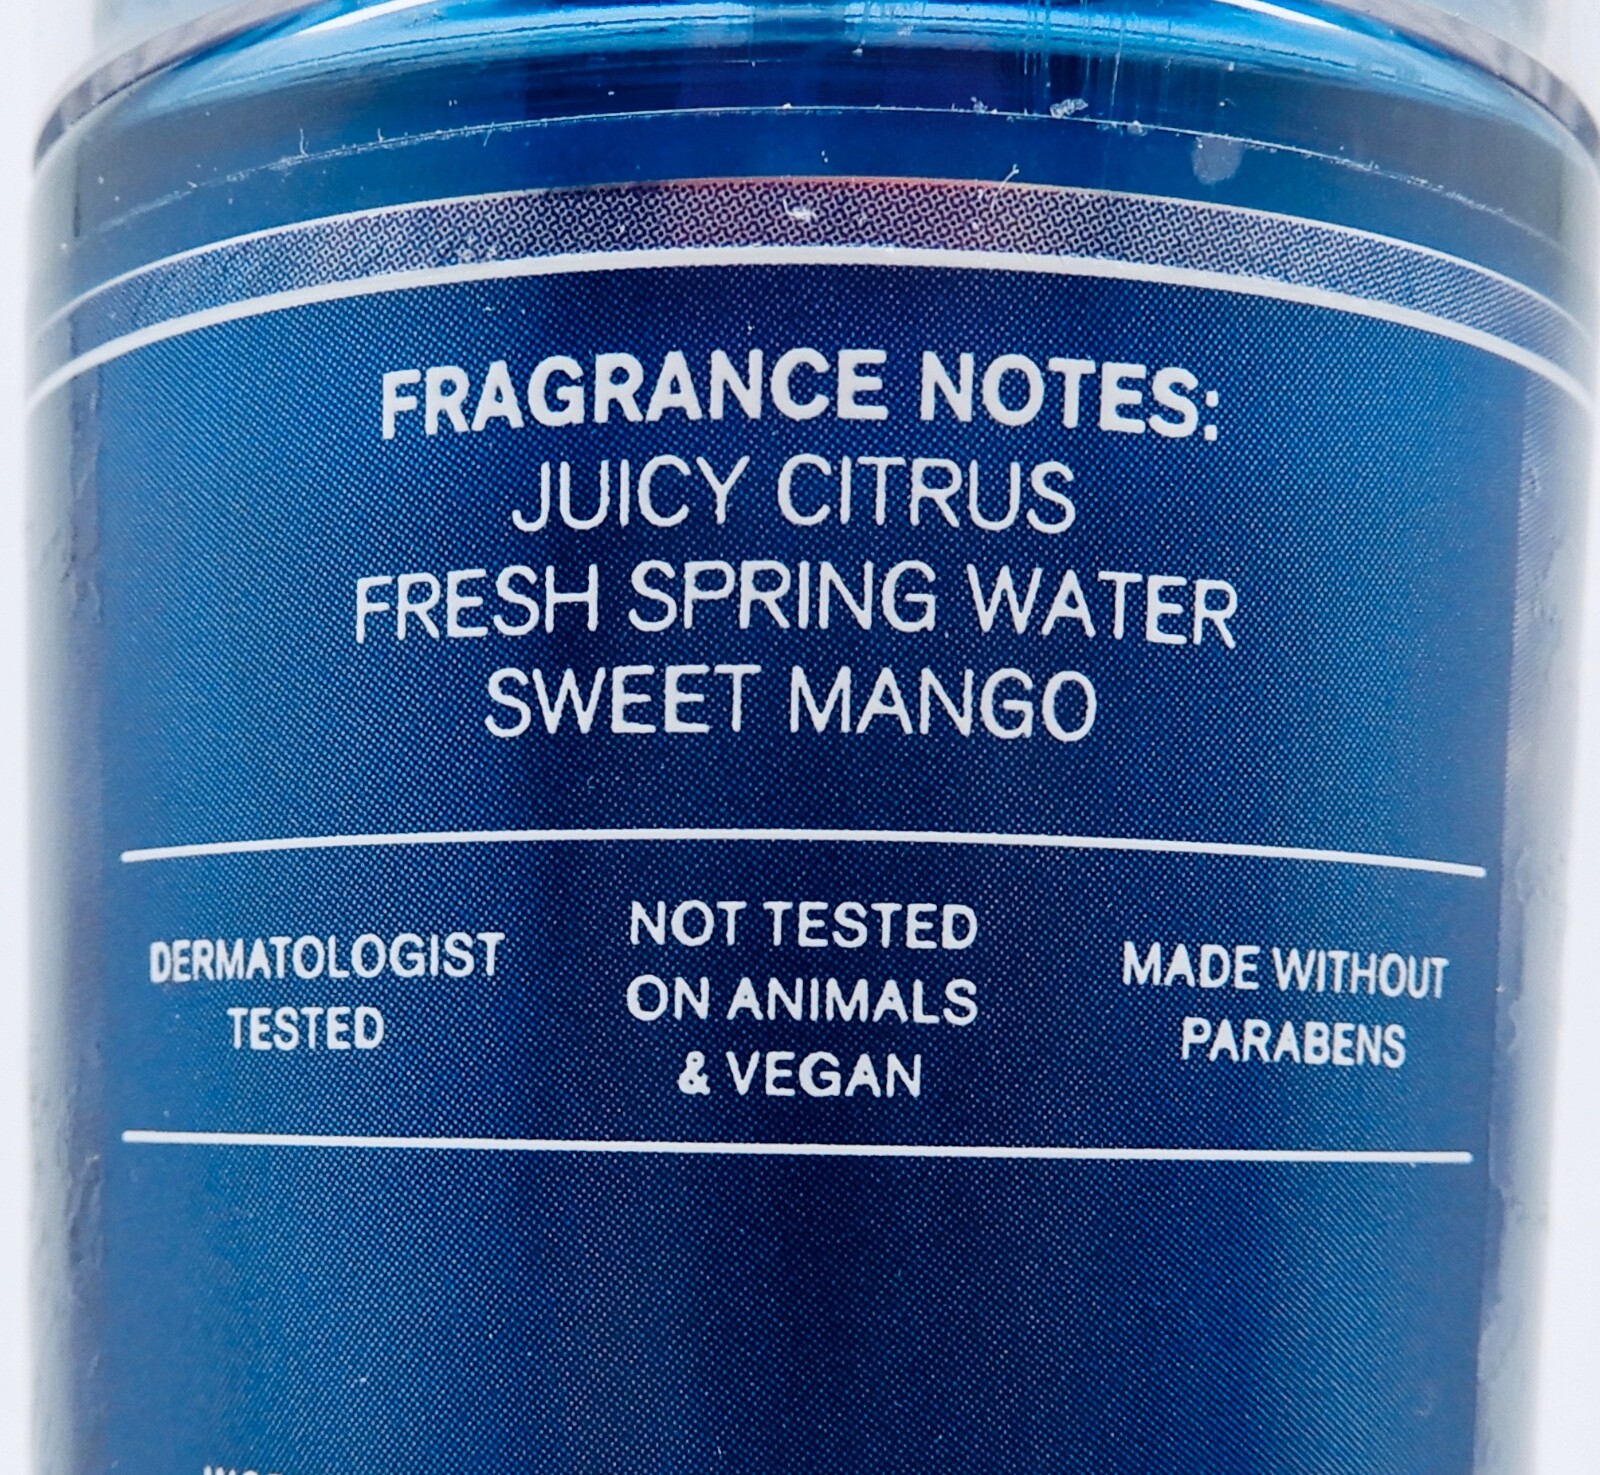 FRAGRANCE NOTES:
JUICY CITRUS
FRESH SPRING WATER
SWEET MANGO
DERMATOLOGIST
TESTED
NOT TESTED
ON ANIMALS
& VEGAN
MADE WITHOUT
PARABENS